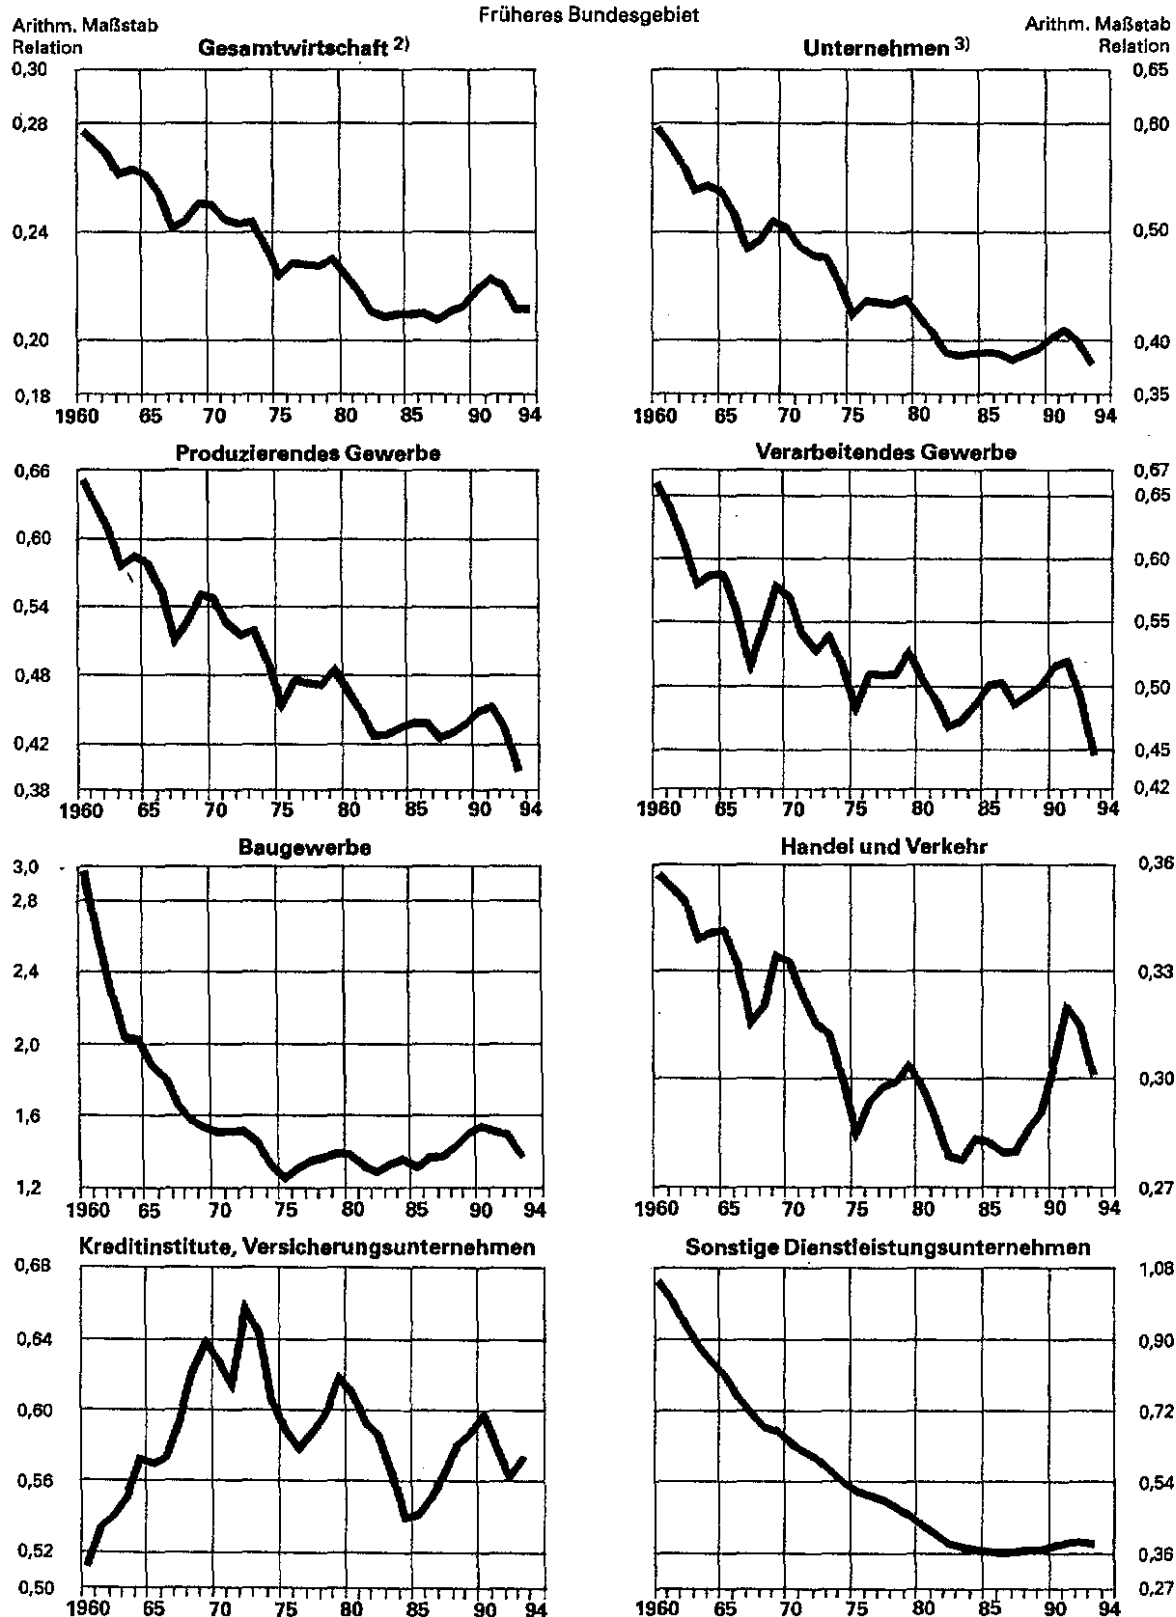 Früheres Bundesgebiet
Arithm. Maßstab
Relation
Arithm. Maßstab
Relation
Gesamtwirtschaft 2)
0,30
0,28
0,24
0,20
0,18
1960 65 70 75 80 85 90 94
Unternehmen 3)
0,65
0,60
0,50
0,40
0,35
1960 65 70 75 80 85 90 94
Produzierendes Gewerbe
0,66
0,60
0,54
0,48
0,42
0,38
1960 65 70 75 80 85 90 94
Verarbeitendes Gewerbe
0,67
0,65
0,60
0,55
0,50
0,45
0,42
1960 65 70 75 80 85 90 94
Baugewerbe
3,0
2,8
2,4
2,0
1,6
1,2
1960 65 70 75 80 85 90 94
Handel und Verkehr
0,36
0,33
0,30
0,27
1960 65 70 75 80 85 90 94
Kreditinstitute, Versicherungsunternehmen
0,68
0,64
0,60
0,56
0,52
0,50
1960 65 70 75 80 85 90 94
Sonstige Dienstleistungsunternehmen
1,08
0,90
0,72
0,54
0,36
0,27
1960 65 70 75 80 85 90 94